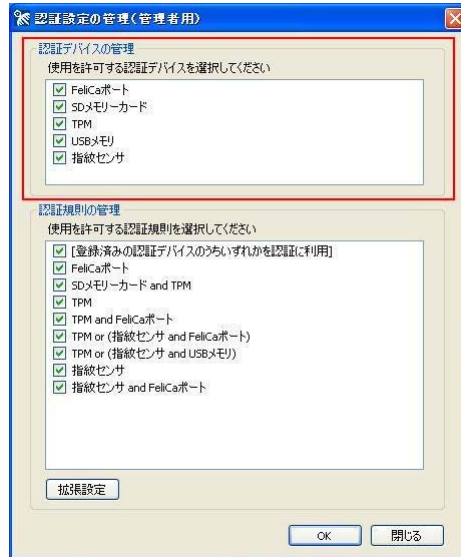 認証設定の管理(管理者用)
認証デバイスの管理
使用を許可する認証デバイスを選択してください
FeliCaポート
SDメモリーカード
TPM
USBメモリ
指紋センサ
認証規則の管理
使用を許可する認証規則を選択してください
[登録済みの認証デバイスのうちいずれかを認証に利用]
FeliCaポート
SDメモリーカード and TPM
TPM
TPM and FeliCaポート
TPM or (指紋センサ and FeliCaポート)
TPM or (指紋センサ and USBメモリ)
指紋センサ
指紋センサ and FeliCaポート
拡張設定
OK
閉じる